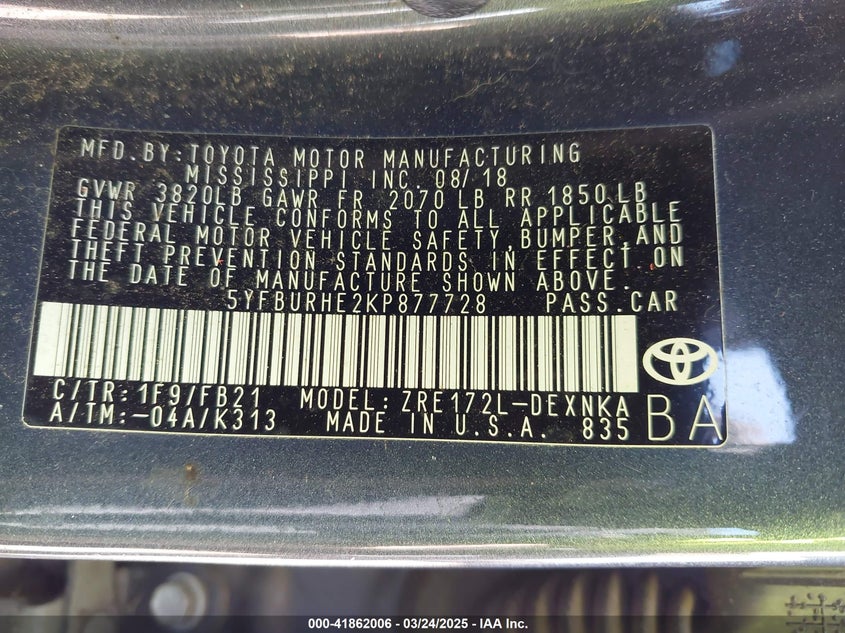 MFD.BY:TOYOTA MOTOR MANUFACTURING
MISSISSIPPI INC. 08/18
GVWR 3820LB GAWR FR 2070 LB RR 1850 LB
THIS VEHICLE CONFORMS TO ALL APPLICABLE
FEDERAL MOTOR VEHICLE SAFETY,BUMPER,AND
THEFT PREVENTION STANDARDS IN EFFECT ON
THE DATE OF MANUFACTURE SHOWN ABOVE.
5YFBURHE2KP877728 PASS.CAR
C/TR:1F9/FB21 MODEL:ZRE172L-DEXNKA
A/TM:-04A/K313 MADE IN U.S.A. 835 BA
000-41862006 - 03/24/2025 - IAA Inc.